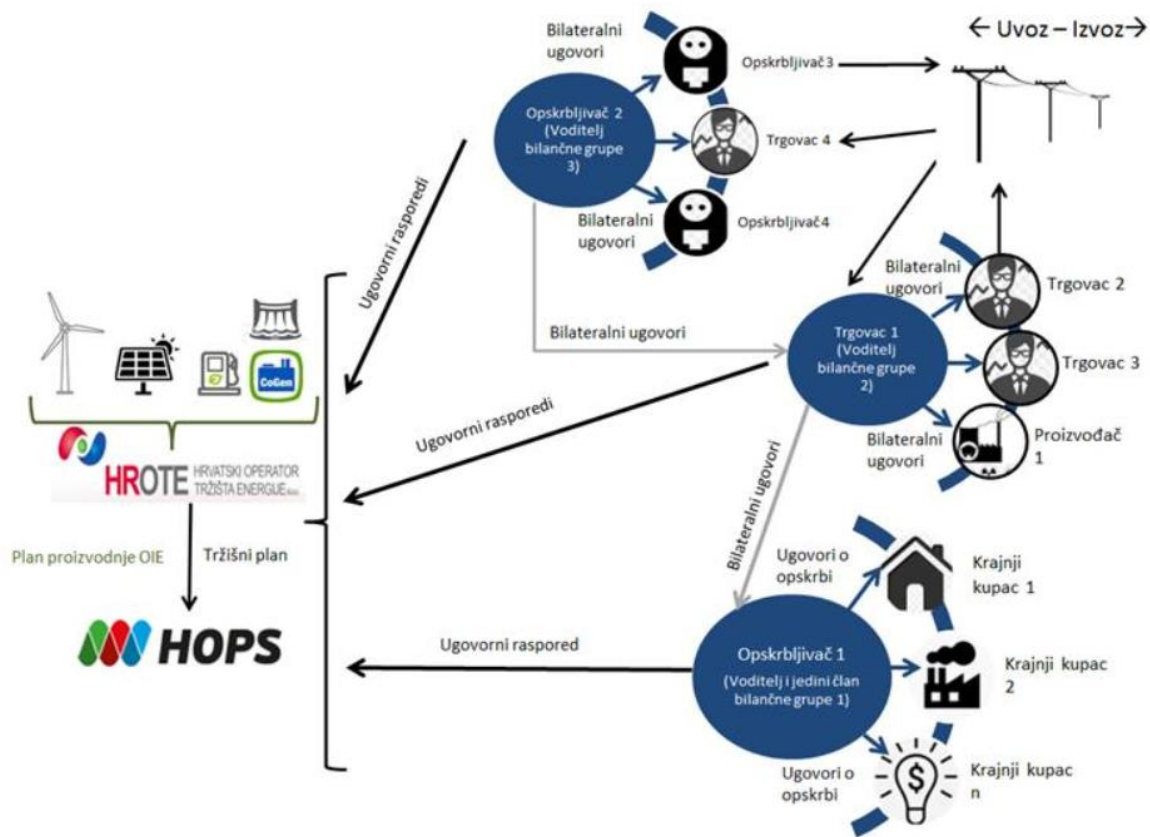 ← Uvoz – Izvoz→
Bilateralni
ugovori
Opskrbljivač 3
Opskrbljivač 2
(Voditelj
bilančne grupe
3)
Trgovac 4
Bilateralni
ugovori
Opskrbljivač4
Ugovorni rasporedi
Bilateralni ugovori
Bilateralni
ugovori
Trgovac 2
Trgovac 1
(Voditelj
bilančne grupe
2)
Trgovac 3
Bilateralni
ugovori
Proizvođač
1
CoGen
Ugovorni rasporedi
HROTE
HRVATSKI OPERATOR
TRŽIŠTA ENERGIJE
Bilateralni ugovori
Plan proizvodnje OIE
Tržišni plan
HOPS
Ugovori o
opskrbi
Krajnji
kupac 1
Ugovorni raspored
Opskrbljivač 1
(Voditelj i jedini član
bilančne grupe 1)
Krajnji kupac
2
Ugovori o
opskrbi
$
Krajnji kupac
n